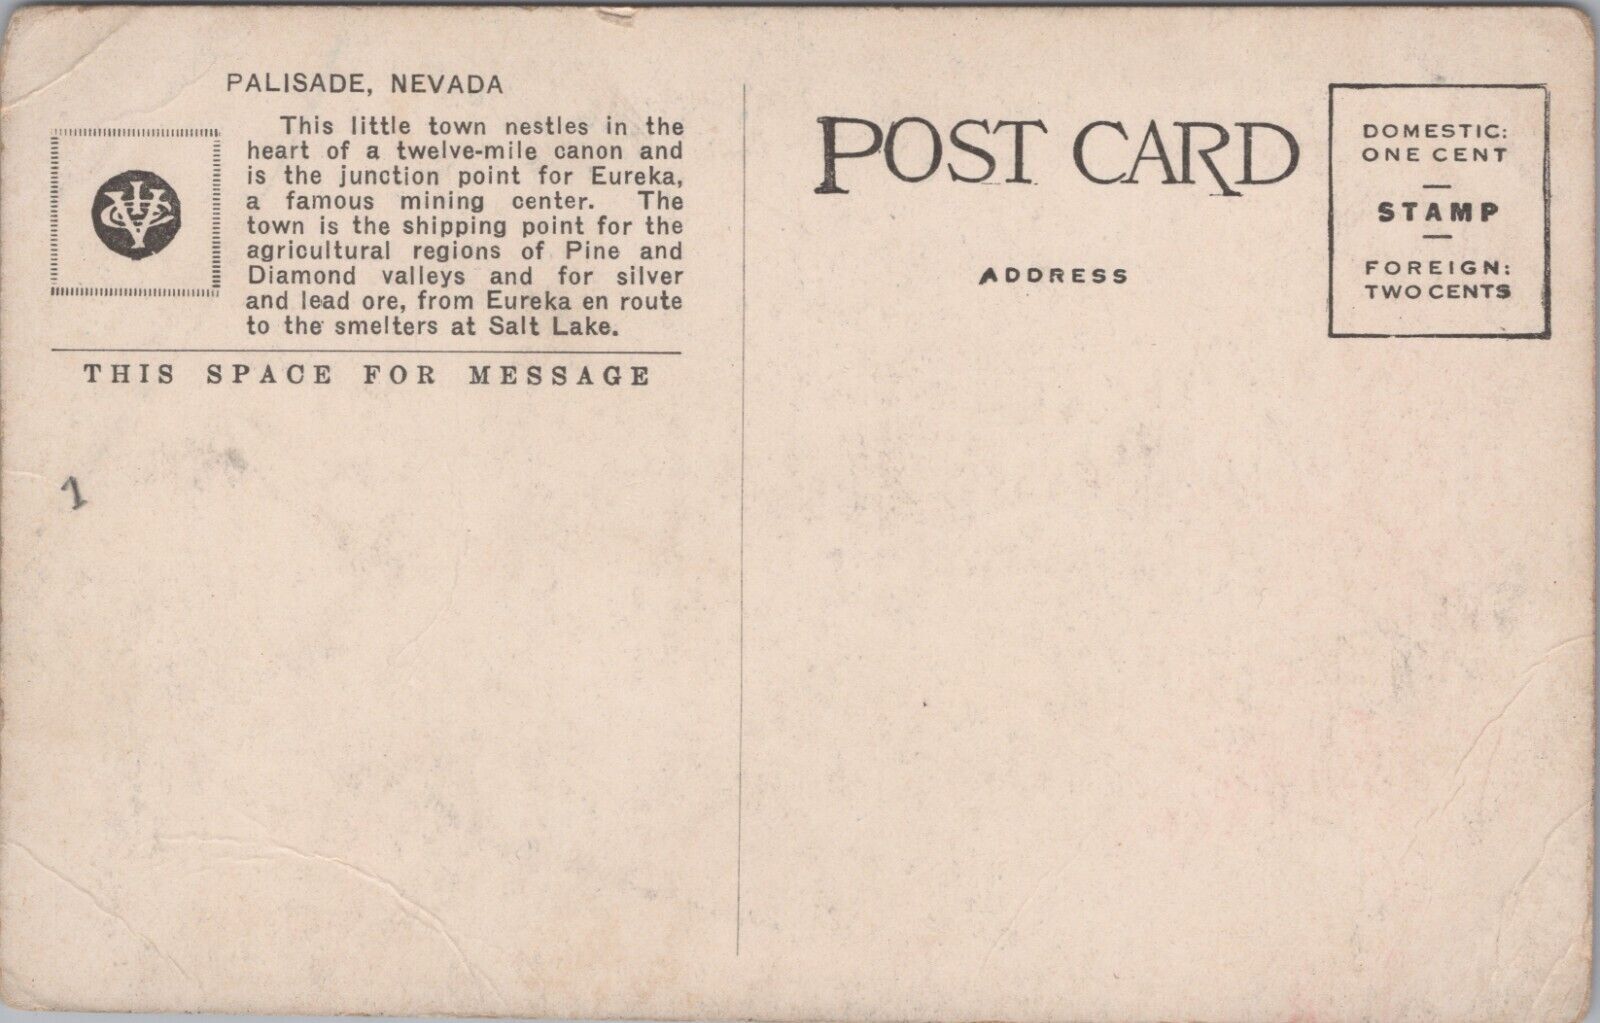 PALISADE, NEVADA
This little town nestles in the
heart of a twelve-mile canon and
is the junction point for Eureka,
a famous mining center. The
town is the shipping point for the
agricultural regions of Pine and
Diamond valleys and for silver
and lead ore, from Eureka en route
to the smelters at Salt Lake.
THIS SPACE FOR MESSAGE
1
POST CARD
ADDRESS
DOMESTIC:
ONE CENT
STAMP
FOREIGN:
TWO CENTS